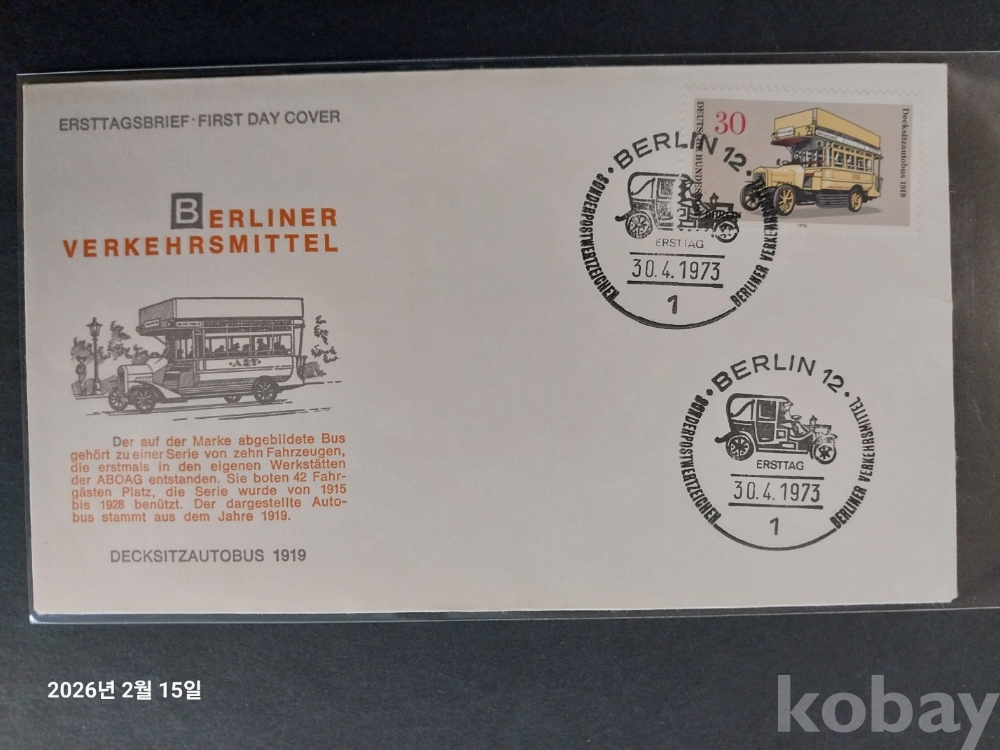 ERSTTAGSBRIEF · FIRST DAY COVER
BERLINER
VERKEHRSMITTEL
Der auf der Marke abgebildete Bus
gehört zu einer Serie von zehn Fahrzeugen,
die erstmals in den eigenen Werkstätten
der ABOAG entstanden. Sie boten 42 Fahr-
gästen Platz, die Serie wurde von 1915
bis 1928 benützt. Der dargestellte Auto-
bus stammt aus dem Jahre 1919.
DECKSITZAUTOBUS 1919
30
DEUTSCHE BUNDES
Decksitzautobus 1919
1973
· BERLIN 12 ·
SONDERPOSTWERTZEICHEN
BERLINER VERKEHRSMITTEL
ERSTTAG
30.4.1973
1
· BERLIN 12 ·
SONDERPOSTWERTZEICHEN
BERLINER VERKEHRSMITTEL
ERSTTAG
30.4.1973
1
2026년 2월 15일
kobay